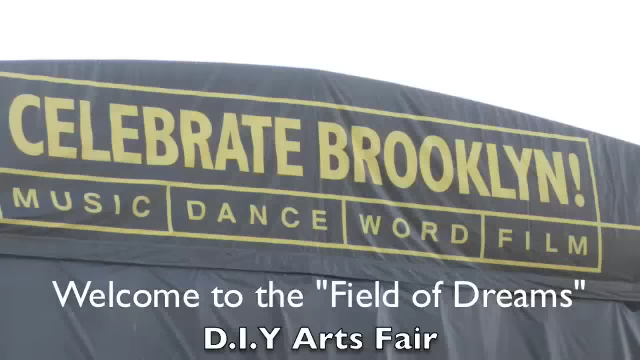 CELEBRATE BROOKLYN!
MUSIC DANCE WORD FILM
Welcome to the "Field of Dreams"
D.I.Y Arts Fair